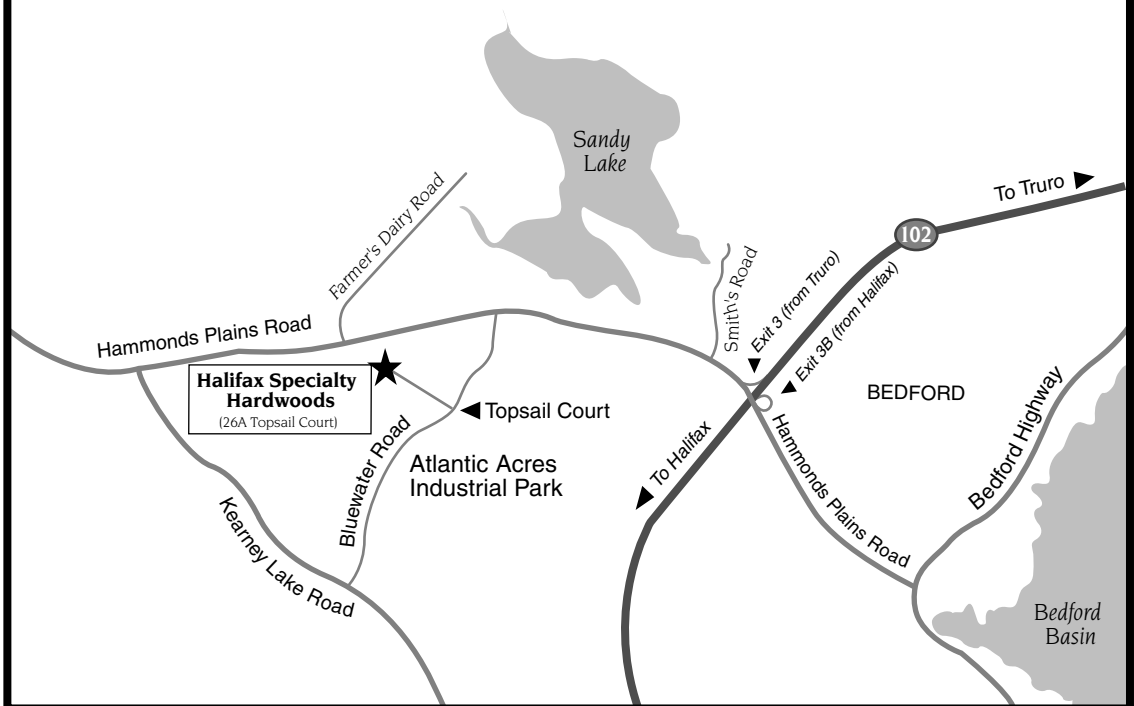 Sandy
Lake
To Truro
102
Farmer's Dairy Road
Smith's Road
Exit 3 (from Truro)
Exit 3B (from Halifax)
Hammonds Plains Road
Halifax Specialty
Hardwoods
(26A Topsail Court)
Topsail Court
BEDFORD
Bluewater Road
Atlantic Acres
Industrial Park
To Halifax
Hammonds Plains Road
Bedford Highway
Kearney Lake Road
Bedford
Basin